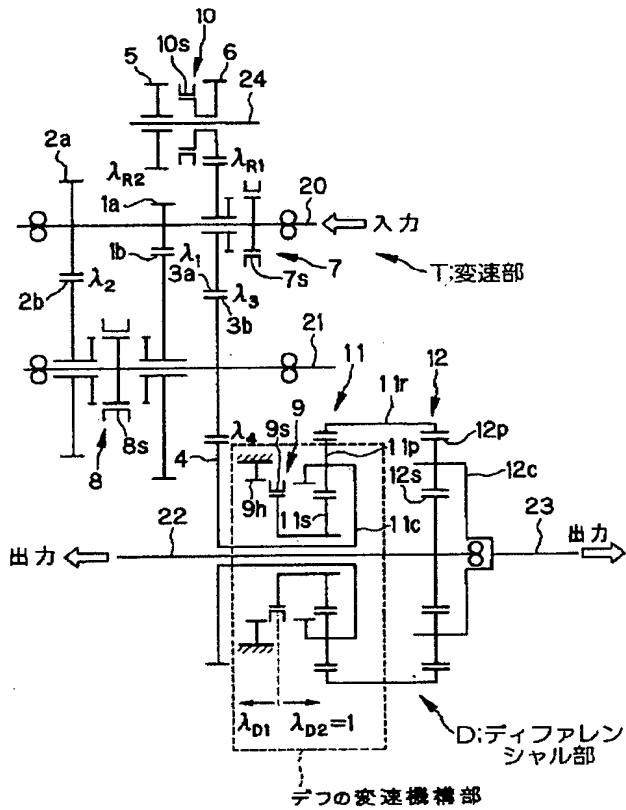 10
10s
5
6
24
2a
λR2
λR1
1a
20
入力
1b
λ1
7s
7
2b
λ2
3a
λ3
T;変速部
3b
21
11
12
11r
8s
8
λ4
9s
9
11p
12p
4
12s
12c
9h
11s
11c
22
23
出力
出力
λD1
λD2=1
D;ディファレン
シャル部
デフの変速機構部